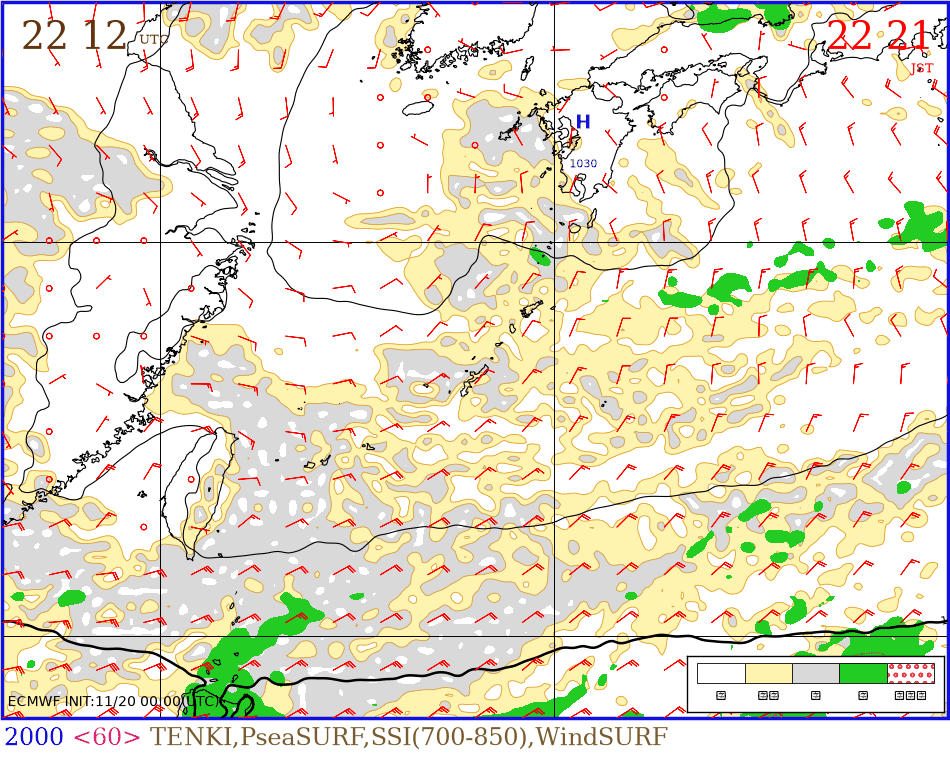 22 12 UTC
22 21
JST
H
1030
ECMWF INIT:11/20 00:00(UTC)
2000 <60> TENKI,PseaSURF,SSI(700-850),WindSURF